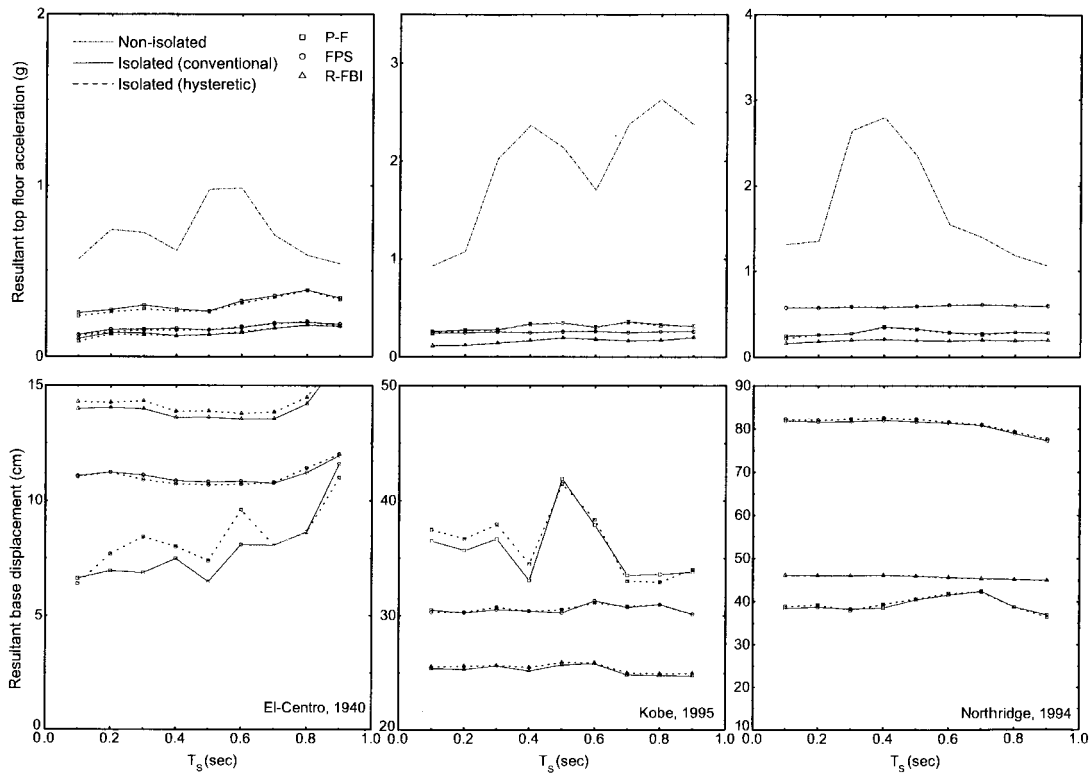 Resultant top floor acceleration (g)
2
1
0
Non-isolated
Isolated (conventional)
Isolated (hysteretic)
P-F
FPS
R-FBI
3
2
1
0
4
3
2
1
0
Resultant base displacement (cm)
15
10
5
0
El-Centro, 1940
0.0 0.2 0.4 0.6 0.8 1.0
T_S (sec)
50
40
30
20
Kobe, 1995
0.0 0.2 0.4 0.6 0.8 1.0
T_S (sec)
90
80
70
60
50
40
30
20
10
Northridge, 1994
0.0 0.2 0.4 0.6 0.8 1.0
T_S (sec)